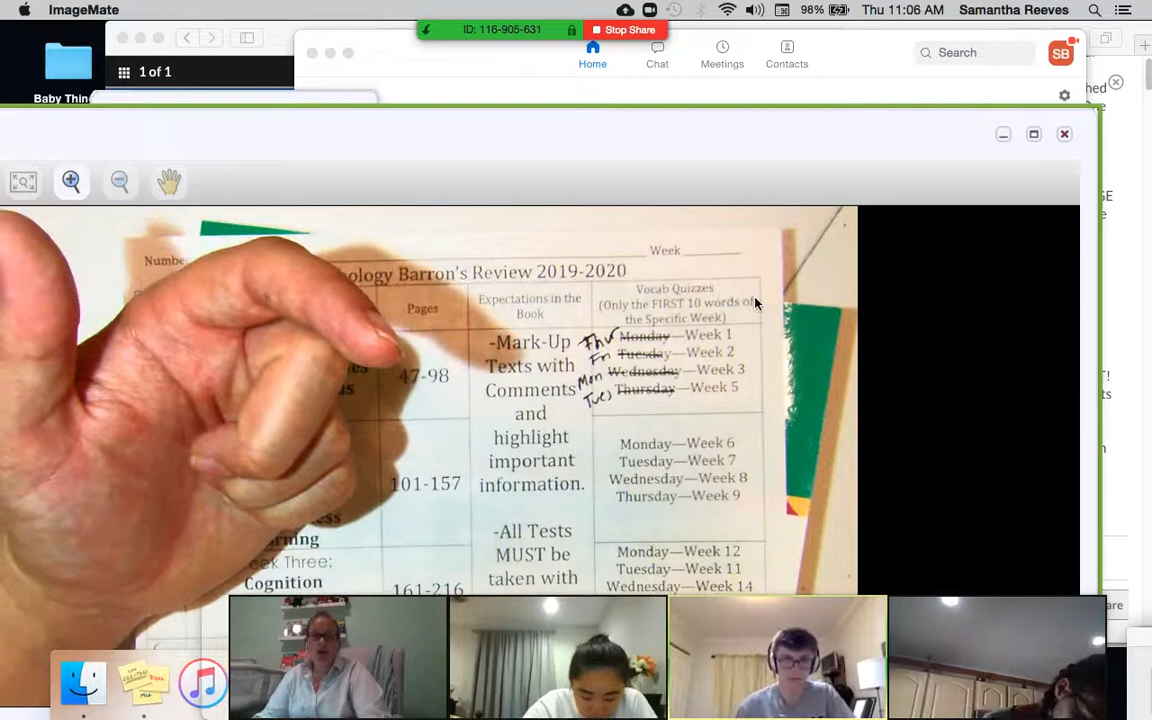 ImageMate
98%
Thu 11:06 AM
Samantha Reeves
ID: 116-905-631
Stop Share
Baby Thin
1 of 1
Home
Chat
Meetings
Contacts
Search
SB
Week
ology Barron's Review 2019-2020
Pages
Expectations in the
Book
Vocab Quizzes
(Only the FIRST 10 words of
the Specific Week)
47-98
-Mark-Up
Texts with
Comments
and
highlight
important
information.
Thur Monday—Week 1
Fri Tuesday—Week 2
Mon Wednesday—Week 3
Tues Thursday—Week 5
101-157
Monday—Week 6
Tuesday—Week 7
Wednesday—Week 8
Thursday—Week 9
-All Tests
MUST be
taken with
arning
eek Three:
Cognition
161-216
Monday—Week 12
Tuesday—Week 11
Wednesday—Week 14